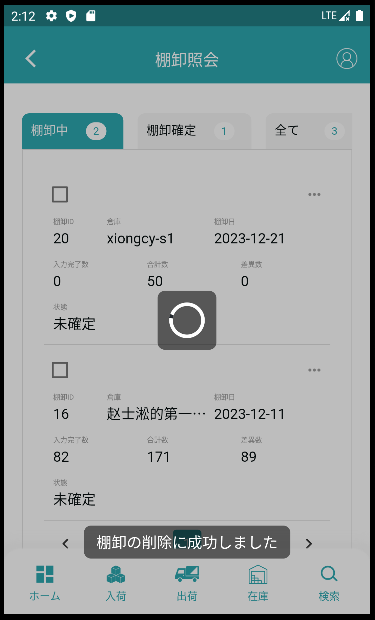 2:12 LTE
棚卸照会
棚卸中 2 棚卸確定 1 全て 3
棚卸ID 倉庫 棚卸日
20 xiongcy-s1 2023-12-21
入力完了数 合計数 差異数
0 50 0
状態
未確定
棚卸ID 倉庫 棚卸日
16 赵士淞的第一… 2023-12-11
入力完了数 合計数 差異数
82 171 89
状態
未確定
棚卸の削除に成功しました
ホーム 入荷 出荷 在庫 検索